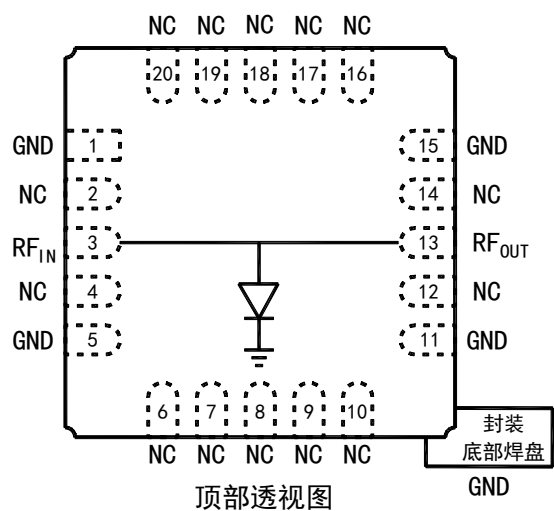 NC NC NC NC NC
20 19 18 17 16
GND 1 15 GND
NC 2 14 NC
RF_IN 3 13 RF_OUT
NC 4 12 NC
GND 5 11 GND
6 7 8 9 10
NC NC NC NC NC
封装
底部焊盘
GND
顶部透视图